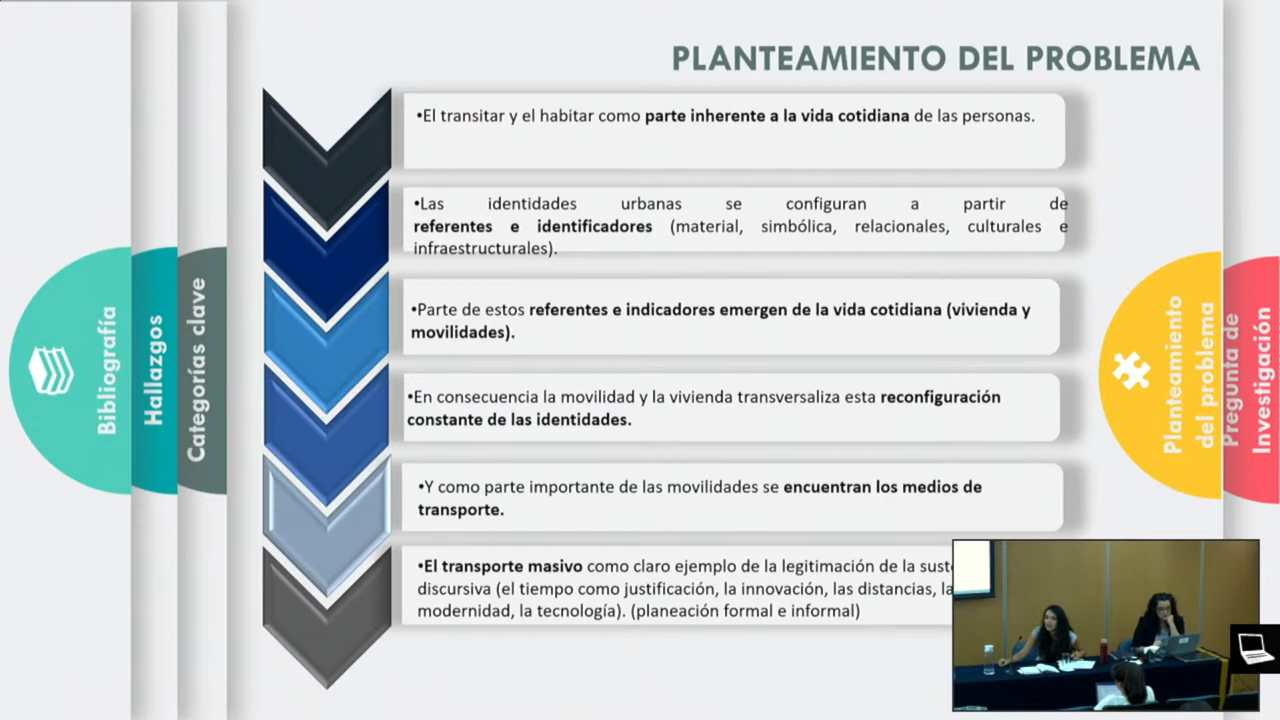 PLANTEAMIENTO DEL PROBLEMA
•El transitar y el habitar como parte inherente a la vida cotidiana de las personas.
•Las identidades urbanas se configuran a partir de
referentes e identificadores (material, simbólica, relacionales, culturales e
infraestructurales).
•Parte de estos referentes e indicadores emergen de la vida cotidiana (vivienda y
movilidades).
•En consecuencia la movilidad y la vivienda transversaliza esta reconfiguración
constante de las identidades.
•Y como parte importante de las movilidades se encuentran los medios de
transporte.
•El transporte masivo como claro ejemplo de la legitimación de la
discursiva (el tiempo como justificación, la innovación, las distancias, la
modernidad, la tecnología). (planeación formal e informal)
Bibliografía
Hallazgos
Categorías clave
Planteamiento
del problema
Pregunta de
Investigación